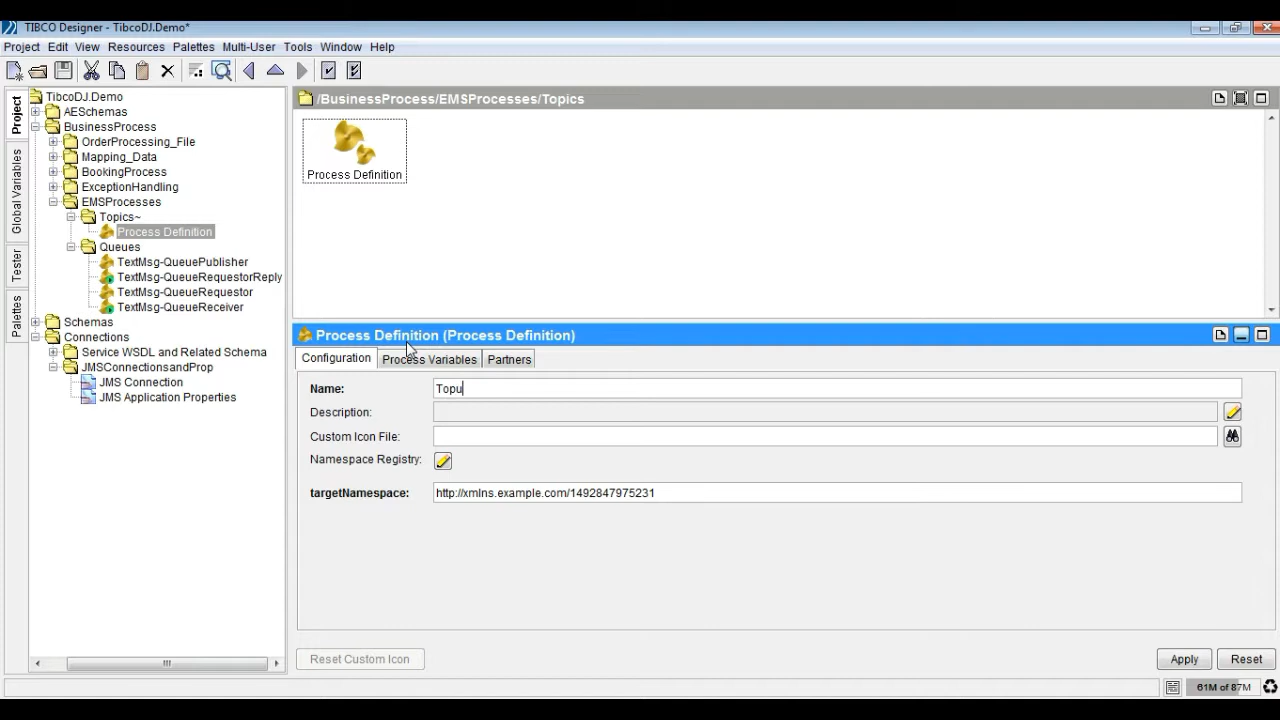 TIBCO Designer - TibcoDJ.Demo*
Project Edit View Resources Palettes Multi-User Tools Window Help
Project
Global Variables
Tester
Palettes
TibcoDJ.Demo
AESchemas
BusinessProcess
OrderProcessing_File
Mapping_Data
BookingProcess
ExceptionHandling
EMSProcesses
Topics~
Process Definition
Queues
TextMsg-QueuePublisher
TextMsg-QueueRequestorReply
TextMsg-QueueRequestor
TextMsg-QueueReceiver
Schemas
Connections
Service WSDL and Related Schema
JMSConnectionsandProp
JMS Connection
JMS Application Properties
/BusinessProcess/EMSProcesses/Topics
Process Definition
Process Definition (Process Definition)
Configuration Process Variables Partners
Name: Topu
Description:
Custom Icon File:
Namespace Registry:
targetNamespace: http://xmlns.example.com/1492847975231
Reset Custom Icon Apply Reset
61M of 87M